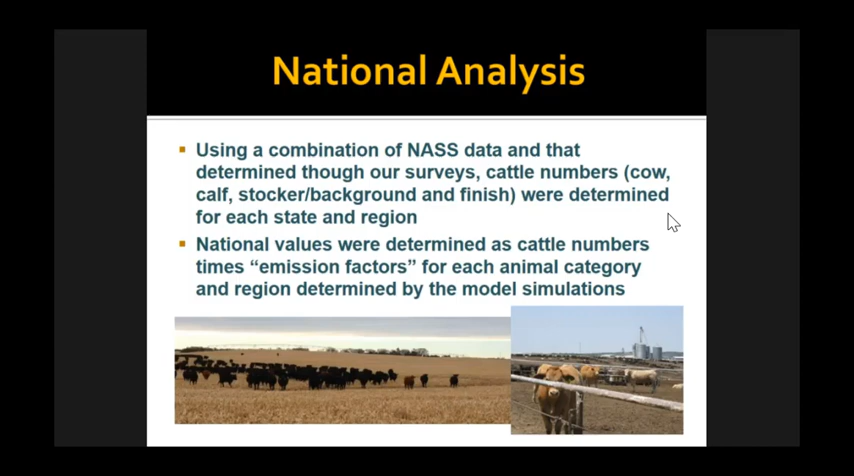 National Analysis
Using a combination of NASS data and that
determined though our surveys, cattle numbers (cow,
calf, stocker/background and finish) were determined
for each state and region
National values were determined as cattle numbers
times “emission factors” for each animal category
and region determined by the model simulations